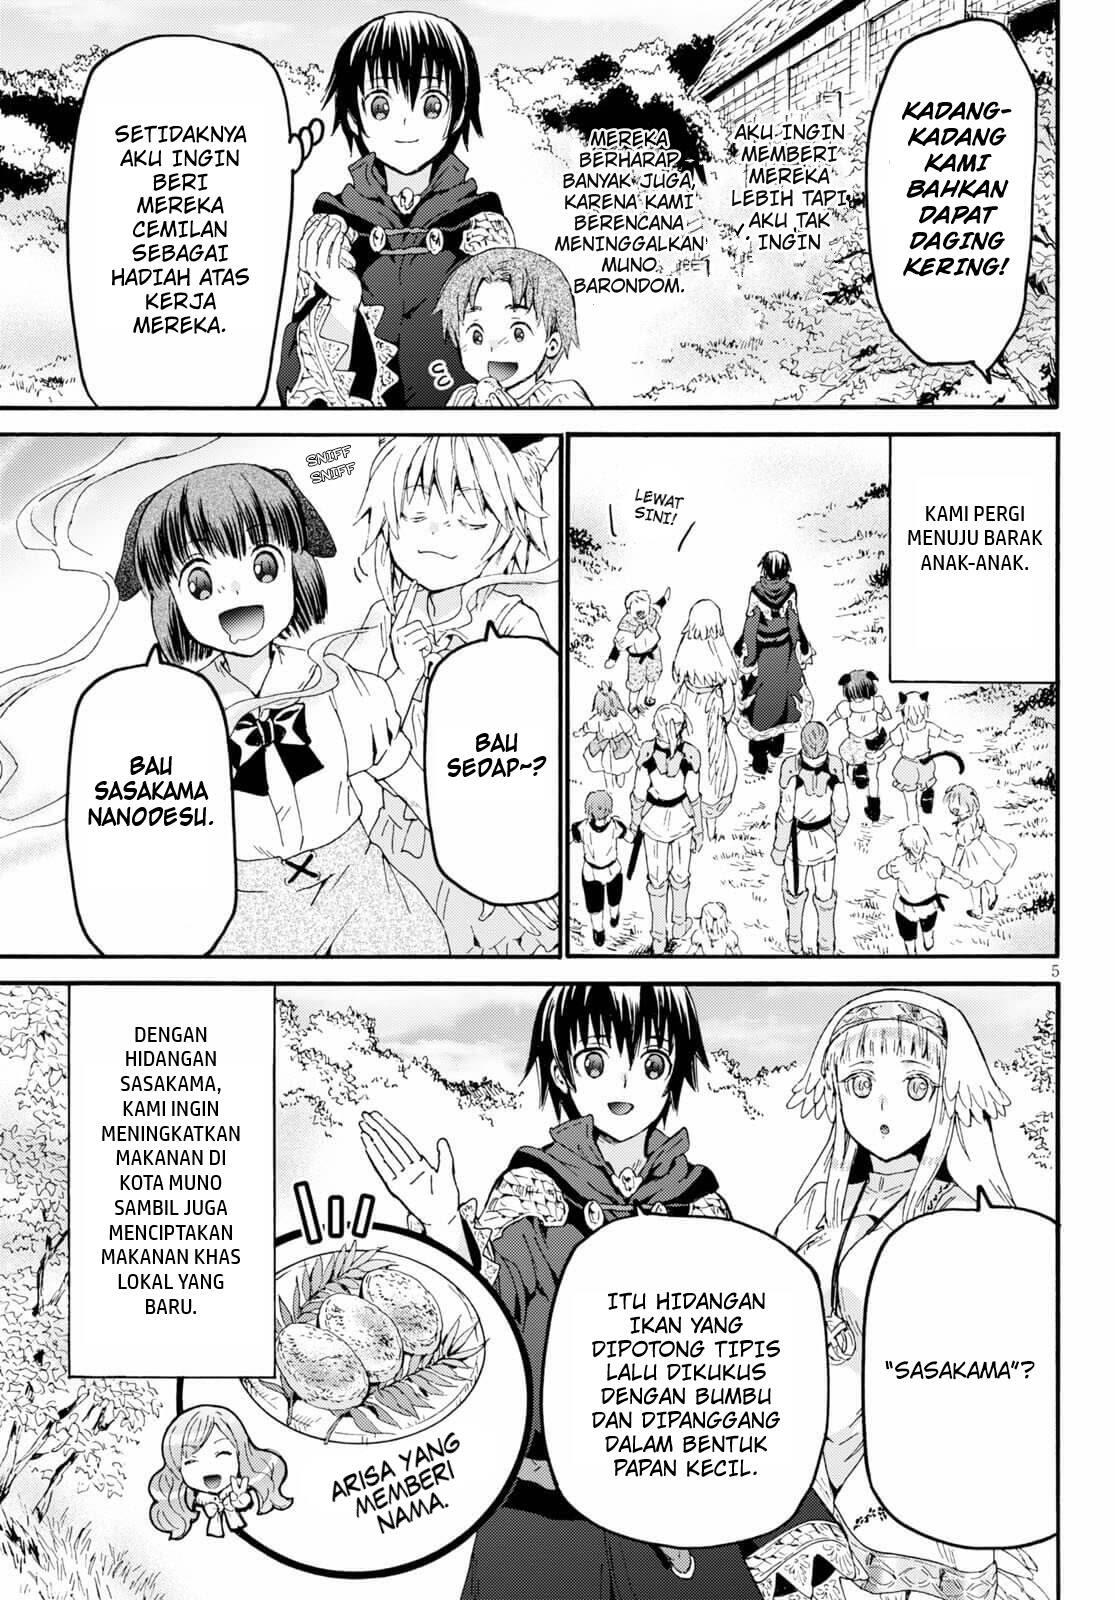 KADANG-
KADANG
KAMI
BAHKAN
DAPAT
DAGING
KERING!
AKU INGIN
MEMBERI
MEREKA
LEBIH TAPI
AKU TAK
INGIN
MEREKA
BERHARAP
BANYAK JUGA,
KARENA KAMI
BERENCANA
MENINGGALKAN
MUNO
BARONDOM.
SETIDAKNYA
AKU INGIN
BERI
MEREKA
CEMILAN
SEBAGAI
HADIAH ATAS
KERJA
MEREKA.
KAMI PERGI
MENUJU BARAK
ANAK-ANAK.
LEWAT
SINI!
SNIFF
SNIFF
BAU
SEDAP~?
BAU
SASAKAMA
NANODESU.
5
"SASAKAMA"?
ITU HIDANGAN
IKAN YANG
DIPOTONG TIPIS
LALU DIKUKUS
DENGAN BUMBU
DAN DIPANGGANG
DALAM BENTUK
PAPAN KECIL.
DENGAN
HIDANGAN
SASAKAMA,
KAMI INGIN
MENINGKATKAN
MAKANAN DI
KOTA MUNO
SAMBIL JUGA
MENCIPTAKAN
MAKANAN KHAS
LOKAL YANG
BARU.
ARISA YANG
MEMBERI
NAMA.